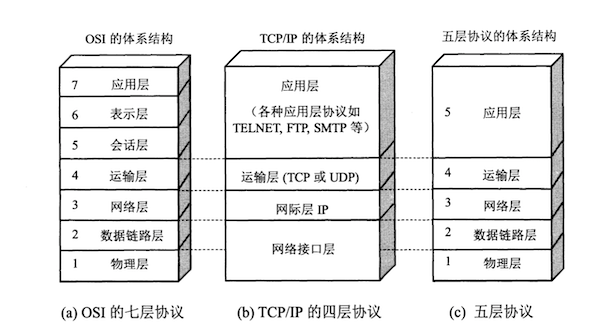 OSI 的体系结构
7 应用层
6 表示层
5 会话层
4 运输层
3 网络层
2 数据链路层
1 物理层
(a) OSI 的七层协议
TCP/IP 的体系结构
应用层
（各种应用层协议如
TELNET, FTP, SMTP 等）
运输层 (TCP 或 UDP)
网际层 IP
网络接口层
(b) TCP/IP 的四层协议
五层协议的体系结构
5 应用层
4 运输层
3 网络层
2 数据链路层
1 物理层
(c) 五层协议